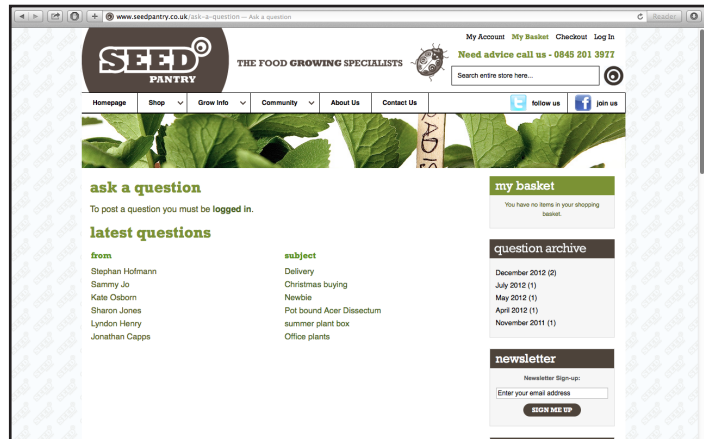 www.seedpantry.co.uk/ask-a-question — Ask a question
Reader
My Account My Basket Checkout Log In
SEED
PANTRY
THE FOOD GROWING SPECIALISTS
Need advice call us - 0845 201 3977
Search entire store here...
Homepage Shop Grow Info Community About Us Contact Us follow us join us
RADIS
ask a question
To post a question you must be logged in.
latest questions
from subject
Stephan Hofmann Delivery
Sammy Jo Christmas buying
Kate Osborn Newbie
Sharon Jones Pot bound Acer Dissectum
Lyndon Henry summer plant box
Jonathan Capps Office plants
my basket
You have no items in your shopping
basket.
question archive
December 2012 (2)
July 2012 (1)
May 2012 (1)
April 2012 (1)
November 2011 (1)
newsletter
Newsletter Sign-up:
Enter your email address
SIGN ME UP